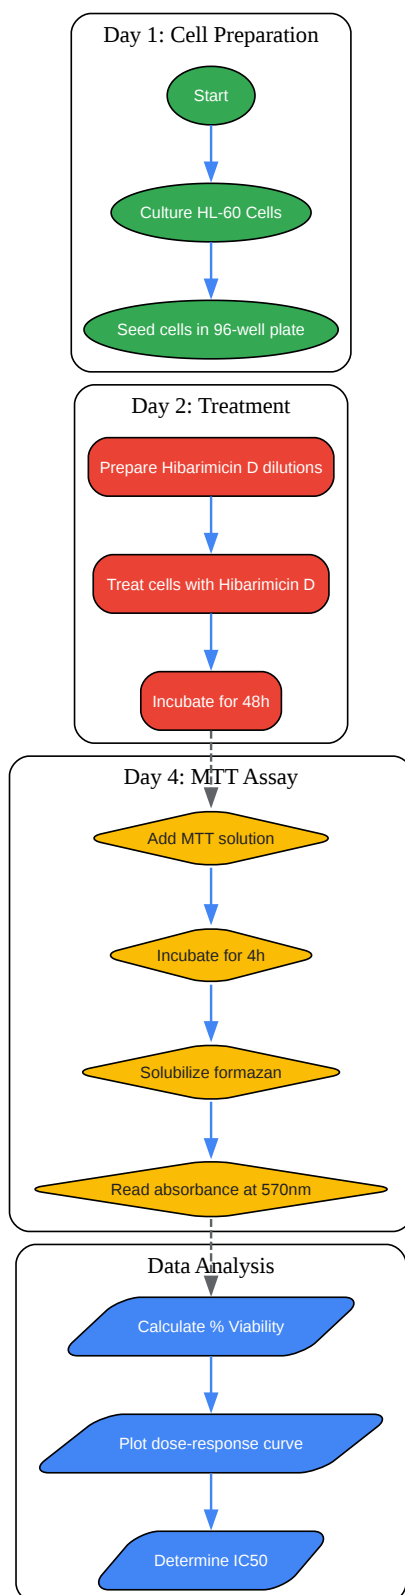 Day 1: Cell Preparation
Start
Culture HL-60 Cells
Seed cells in 96-well plate
Day 2: Treatment
Prepare Hibarimicin D dilutions
Treat cells with Hibarimicin D
Incubate for 48h
Day 4: MTT Assay
Add MTT solution
Incubate for 4h
Solubilize formazan
Read absorbance at 570nm
Data Analysis
Calculate % Viability
Plot dose-response curve
Determine IC50